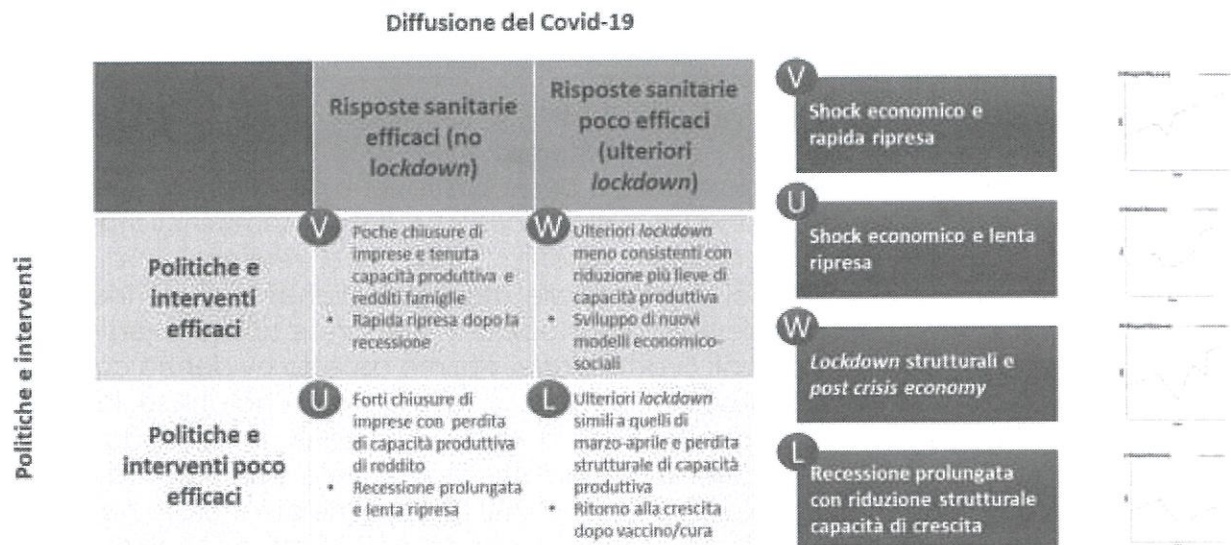 Diffusione del Covid-19
Politiche e interventi
Risposte sanitarie
efficaci (no
lockdown)
Risposte sanitarie
poco efficaci
(ulteriori
lockdown)
Politiche e
interventi
efficaci
V
Poche chiusure di
imprese e tenuta
capacità produttiva e
redditi famiglie
• Rapida ripresa dopo la
recessione
W
Ulteriori lockdown
meno consistenti con
riduzione più lieve di
capacità produttiva
• Sviluppo di nuovi
modelli economico-
sociali
Politiche e
interventi poco
efficaci
U
Forti chiusure di
imprese con perdita
di capacità produttiva
di reddito
• Recessione prolungata
e lenta ripresa
L
Ulteriori lockdown
simili a quelli di
marzo-aprile e perdita
strutturale di capacità
produttiva
• Ritorno alla crescita
dopo vaccino/cura
V
Shock economico e
rapida ripresa
U
Shock economico e lenta
ripresa
W
Lockdown strutturali e
post crisis economy
L
Recessione prolungata
con riduzione strutturale
capacità di crescita